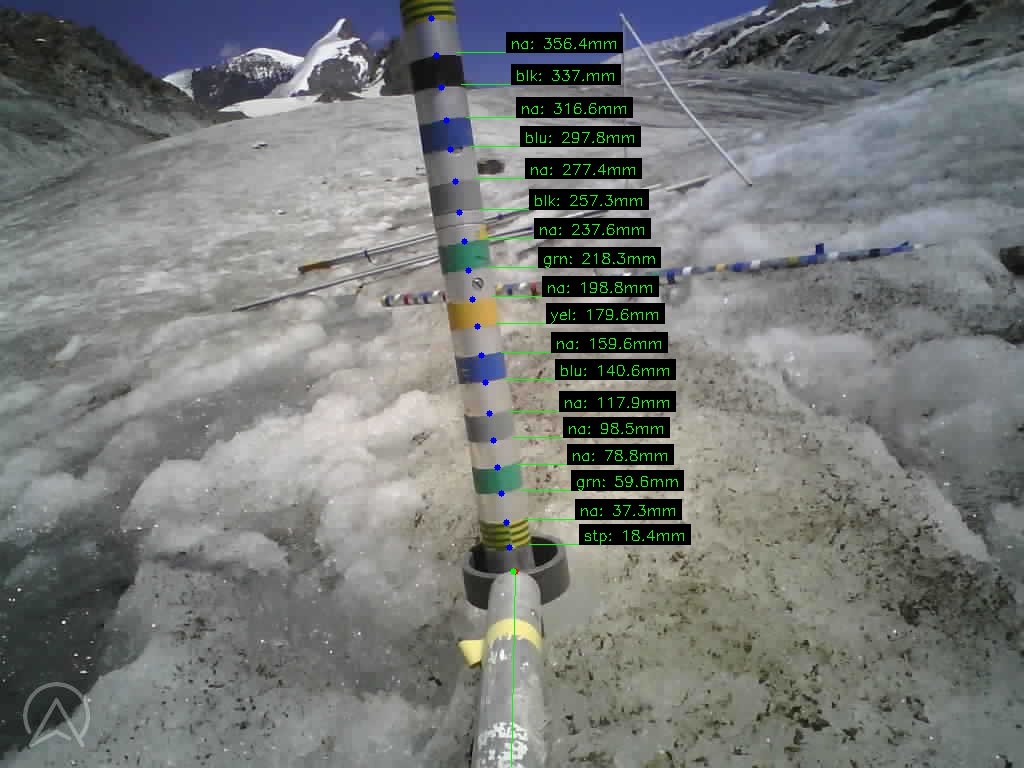 na: 356.4mm
blk: 337.mm
na: 316.6mm
blu: 297.8mm
na: 277.4mm
blk: 257.3mm
na: 237.6mm
grn: 218.3mm
na: 198.8mm
yel: 179.6mm
na: 159.6mm
blu: 140.6mm
na: 117.9mm
na: 98.5mm
na: 78.8mm
grn: 59.6mm
na: 37.3mm
stp: 18.4mm